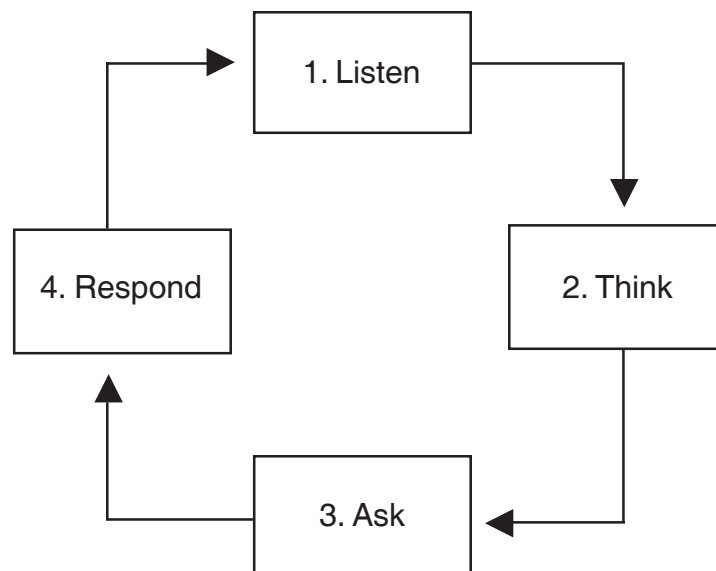 1. Listen
2. Think
3. Ask
4. Respond